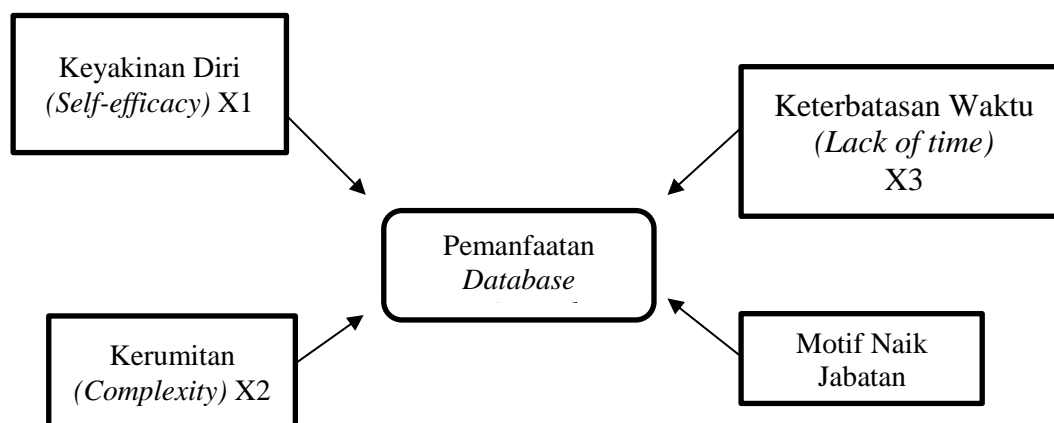 Keyakinan Diri
(Self-efficacy) X1
Keterbatasan Waktu
(Lack of time)
X3
Pemanfaatan
Database
Kerumitan
(Complexity) X2
Motif Naik
Jabatan